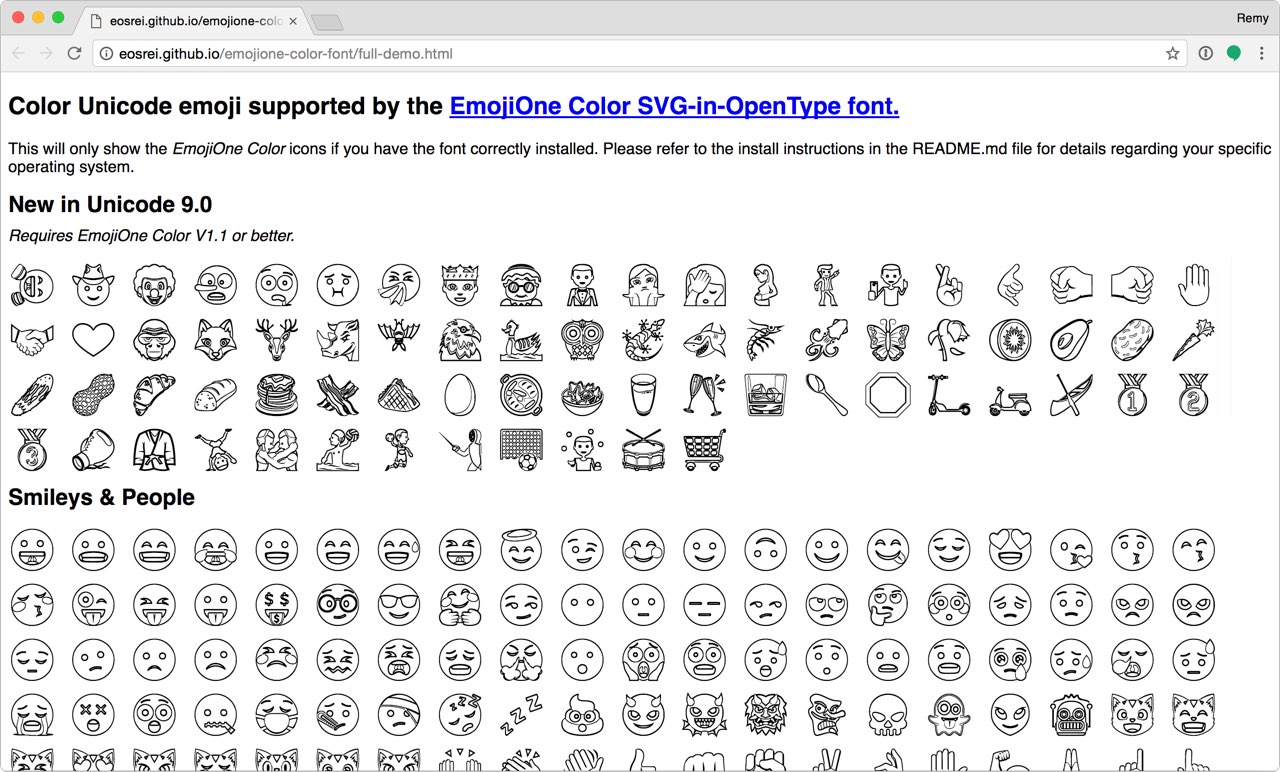 eosrei.github.io/emojione-colo
Remy
eosrei.github.io/emojione-color-font/full-demo.html
Color Unicode emoji supported by the EmojiOne Color SVG-in-OpenType font.
This will only show the EmojiOne Color icons if you have the font correctly installed. Please refer to the install instructions in the README.md file for details regarding your specific
operating system.
New in Unicode 9.0
Requires EmojiOne Color V1.1 or better.
Smileys & People